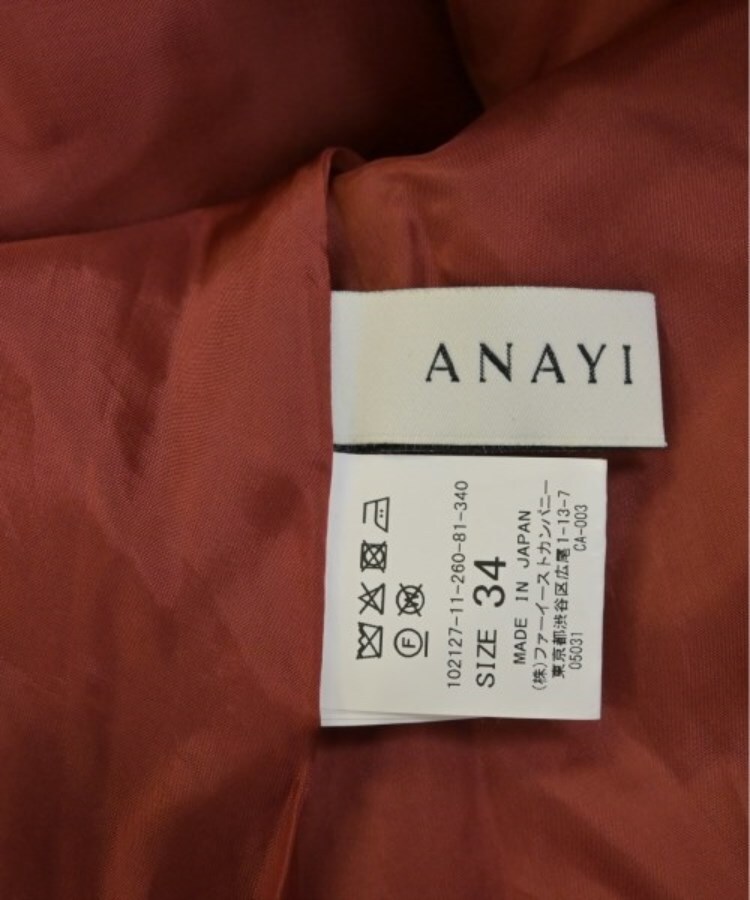 ANAYI
102127-11-260-81-340
SIZE 34
MADE IN JAPAN
(株)ファーイーストカンパニー
東京都渋谷区広尾1-13-7
05031 CA-003
F
W